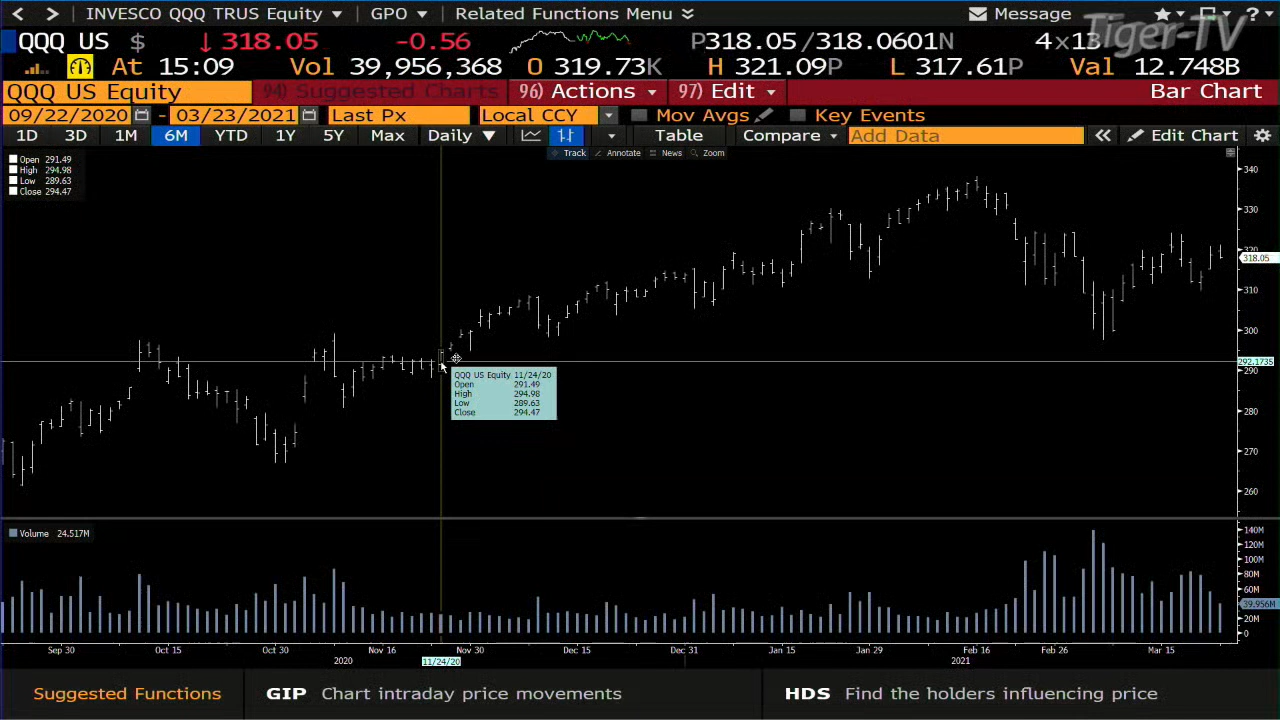 INVESCO QQQ TRUS Equity GPO Related Functions Menu Message ?
Tiger-TV
QQQ US $ 318.05 -0.56 P318.05/318.0601N
At 15:09 Vol 39,956,368 O 319.73K H 321.09P L 317.61P Val 12.748B
QQQ US Equity 94) Suggested Charts 96) Actions 97) Edit Bar Chart
09/22/2020 - 03/23/2021 Last Px Local CCY Mov Avgs Key Events
1D 3D 1M 6M YTD 1Y 5Y Max Daily Table Compare Add Data Edit Chart
Track Annotate News Zoom
Open 291.49
High 294.98
Low 289.63
Close 294.47
340
330
320
318.05
310
300
292.1735
290
280
270
260
QQQ US Equity 11/24/20
Open 291.49
High 294.98
Low 289.63
Close 294.47
Volume 24.517M
140M
120M
100M
80M
60M
39.956M
20M
0
Sep 30 Oct 15 Oct 30 Nov 16 Nov 30 Dec 15 Dec 31 Jan 15 Jan 29 Feb 16 Feb 26 Mar 15
2020 11/24/20 2021
Suggested Functions GIP Chart intraday price movements HDS Find the holders influencing price